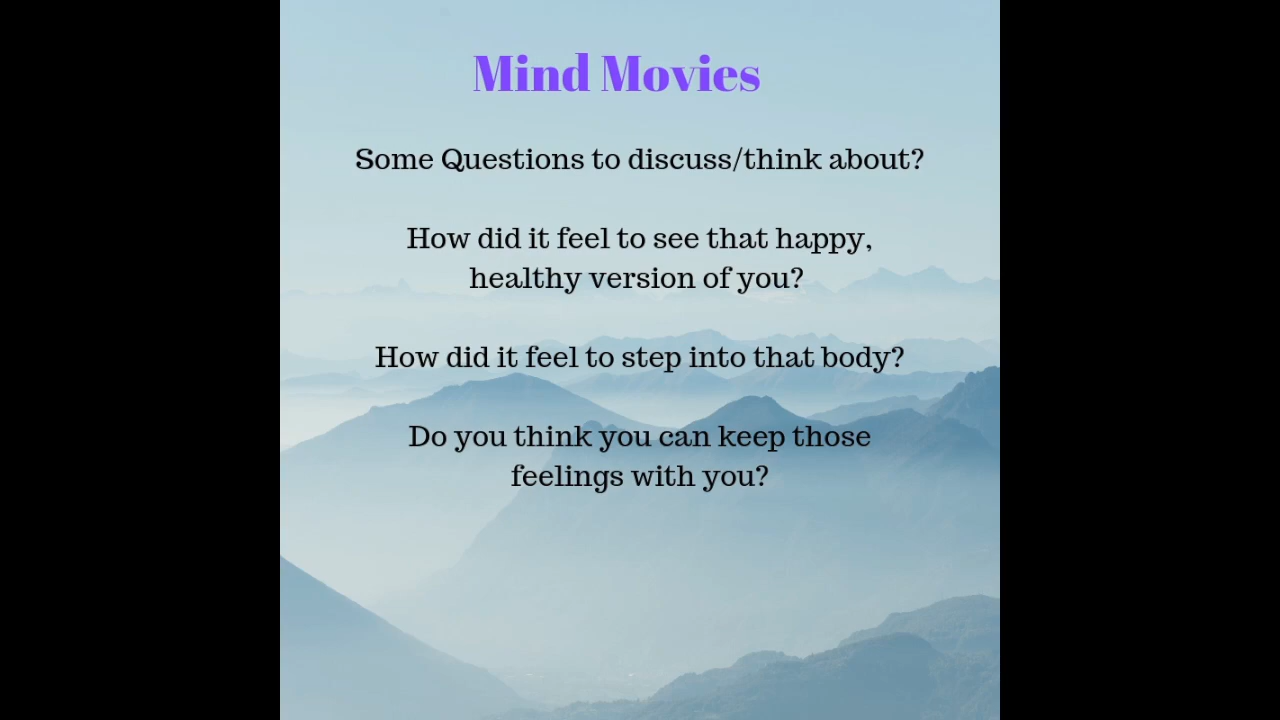 Mind Movies
Some Questions to discuss/think about?
How did it feel to see that happy,
healthy version of you?
How did it feel to step into that body?
Do you think you can keep those
feelings with you?